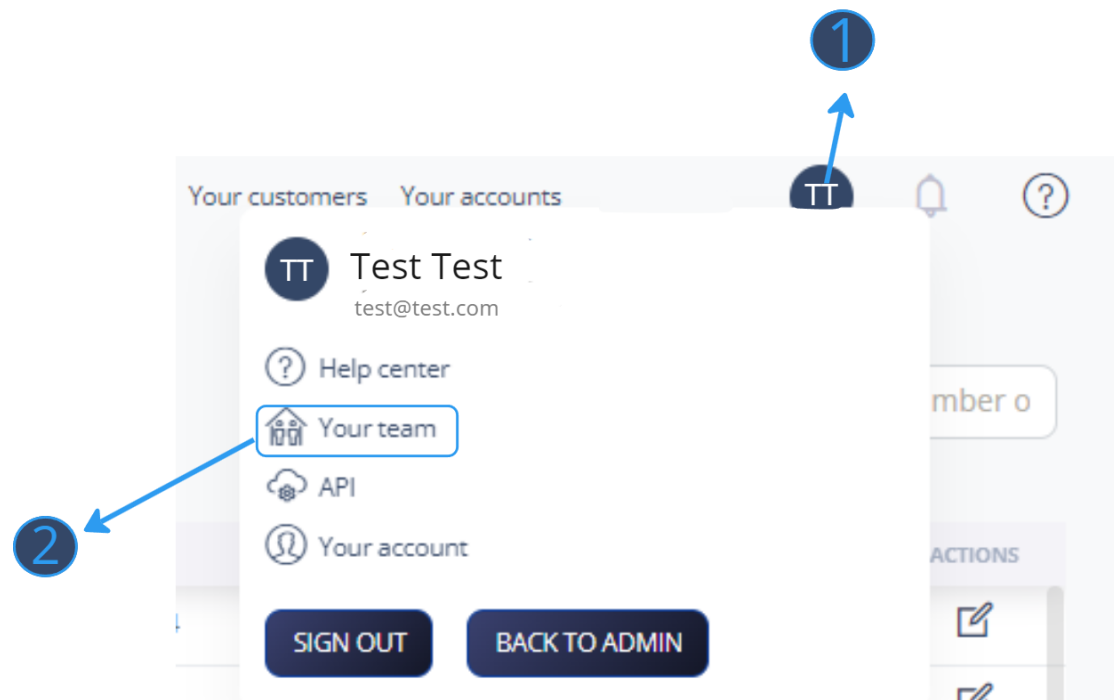 1
Your customers Your accounts TT ?
TT Test Test
test@test.com
? Help center
mber o
Your team
API
2
Your account
ACTIONS
SIGN OUT BACK TO ADMIN